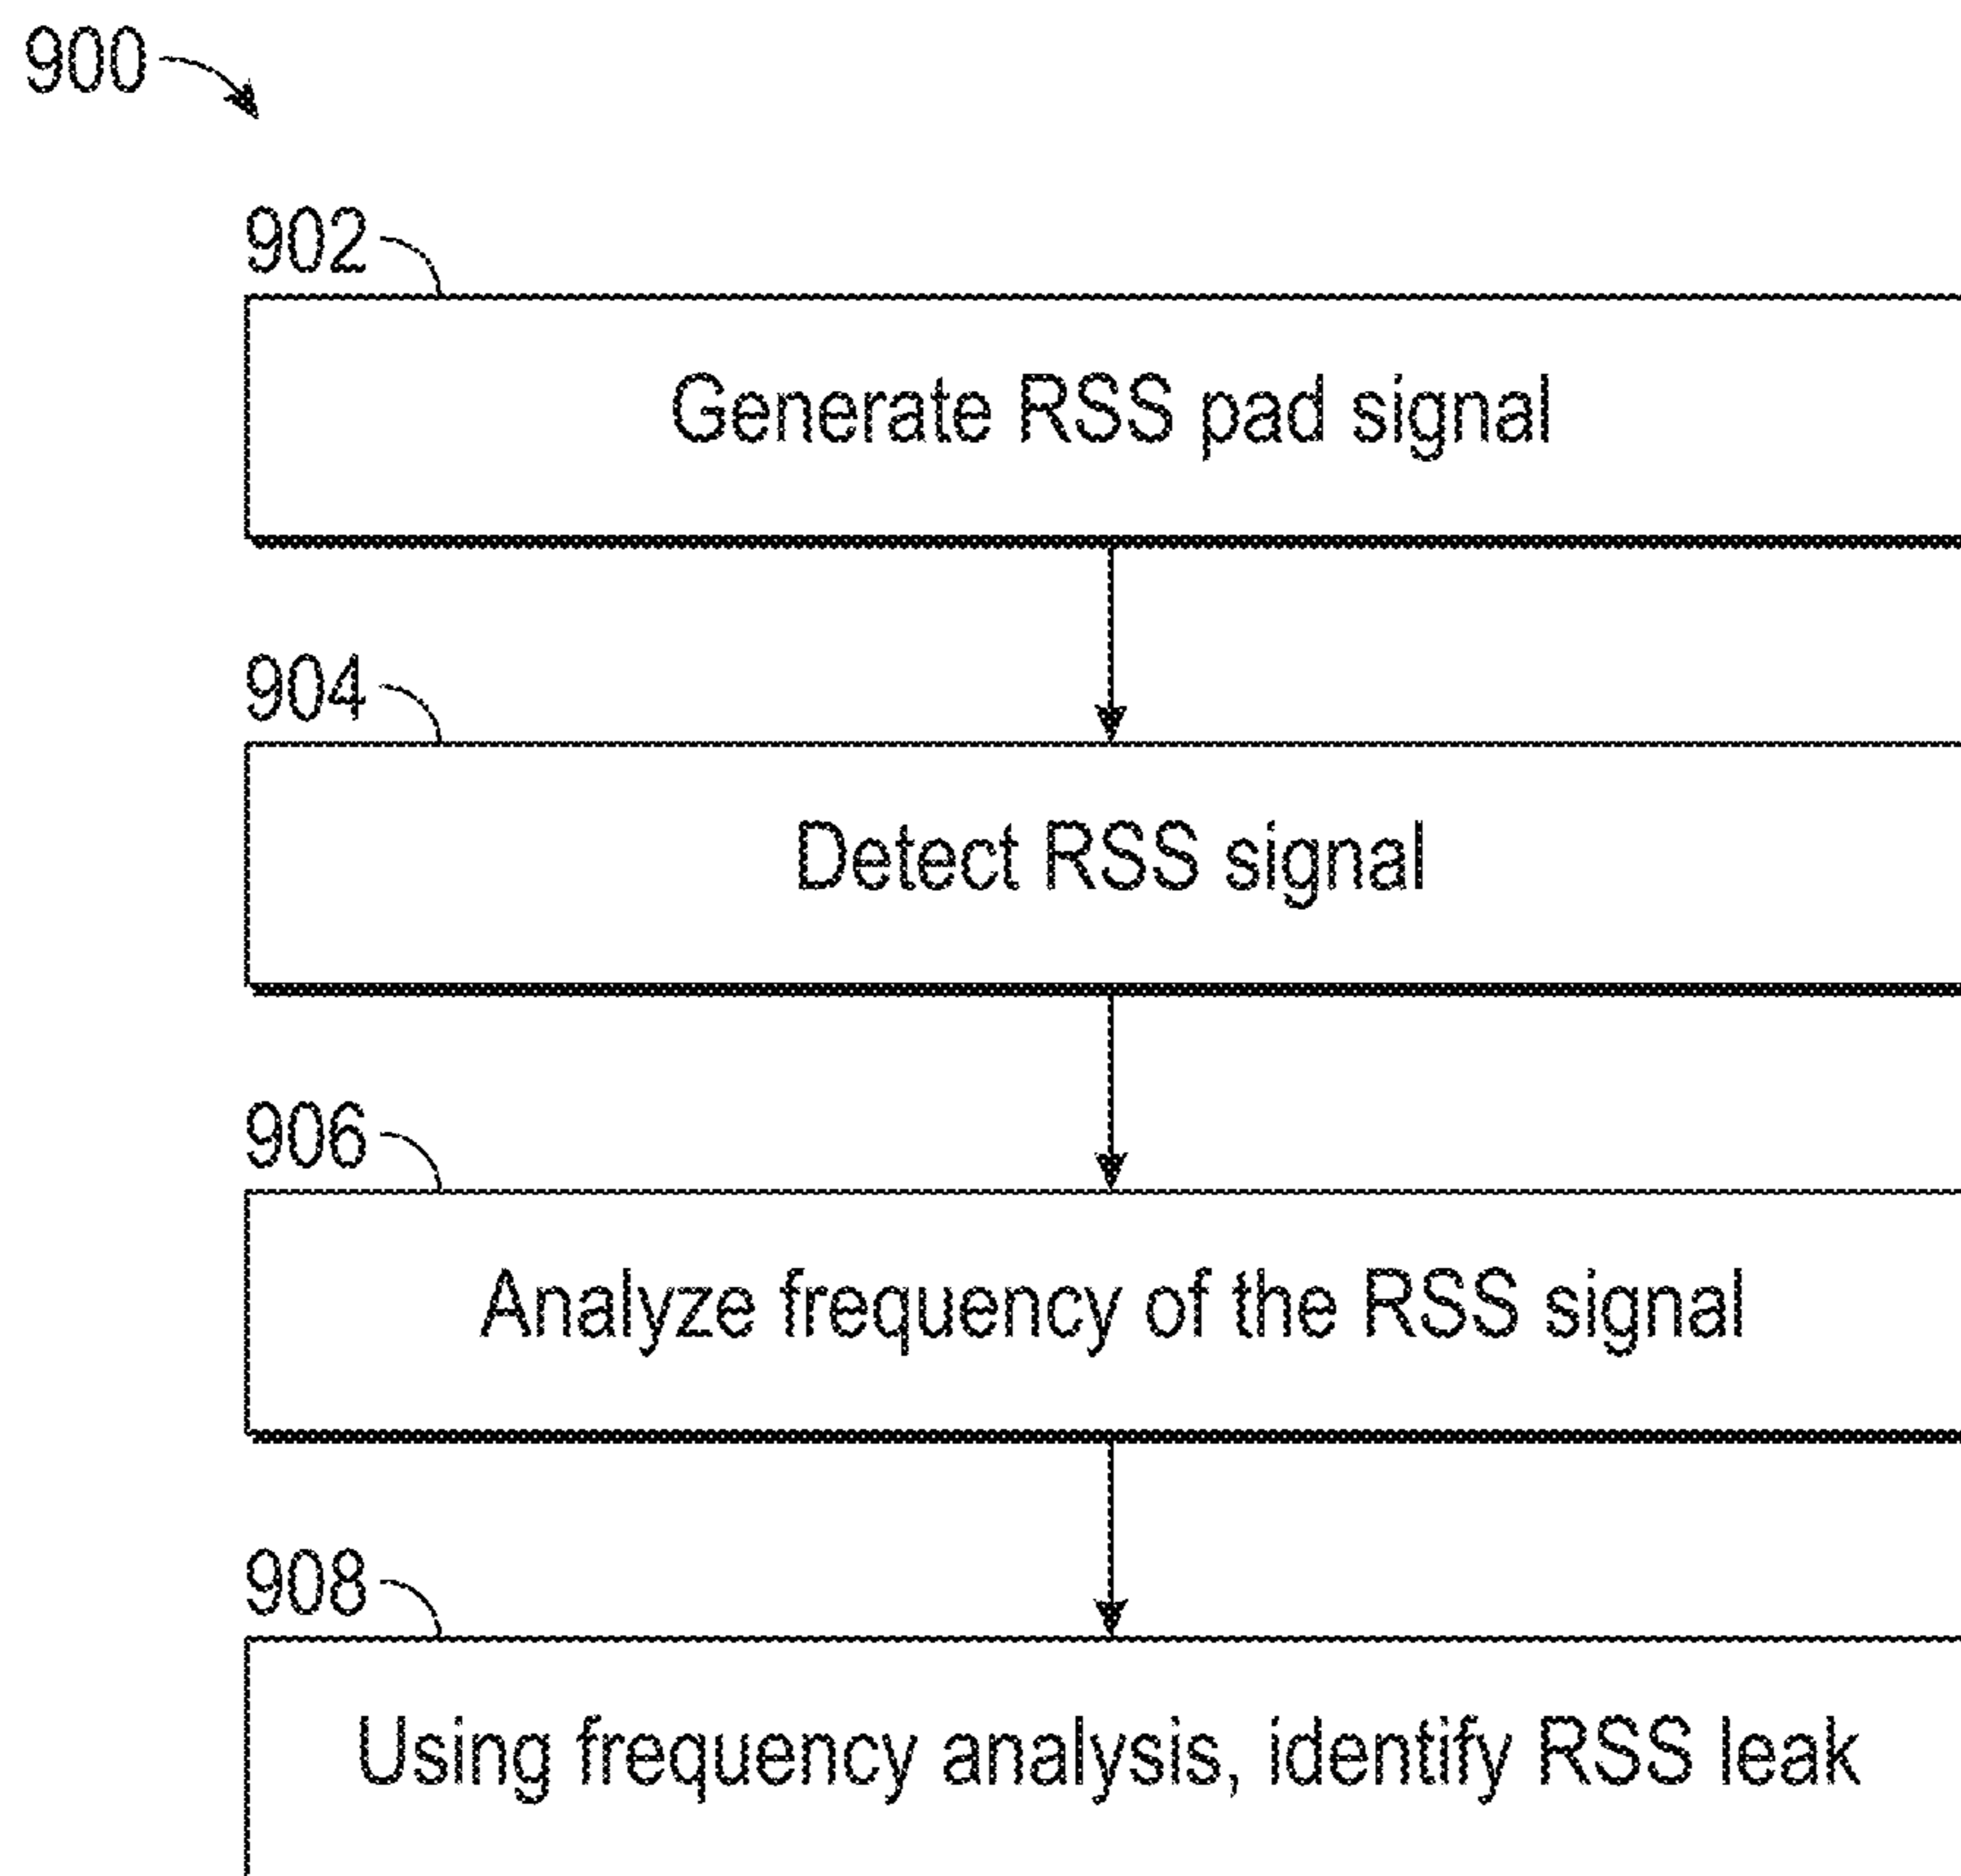 900
902
Generate RSS pad signal
904
Detect RSS signal
906
Analyze frequency of the RSS signal
908
Using frequency analysis, identify RSS leak